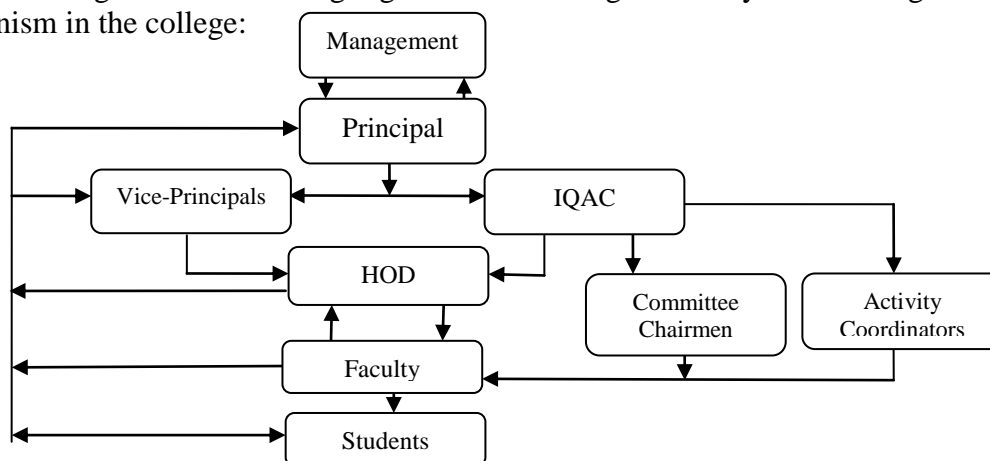 nism in the college:
Management
Principal
Vice-Principals
IQAC
HOD
Committee
Chairmen
Activity
Coordinators
Faculty
Students